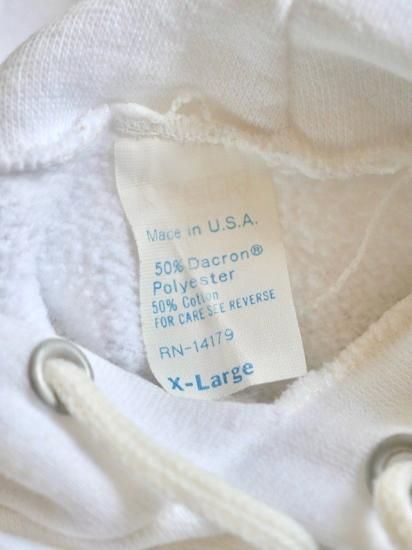 Made in U.S.A.
50% Dacron®
Polyester
50% Cotton
FOR CARE SEE REVERSE
RN-14179
X-Large